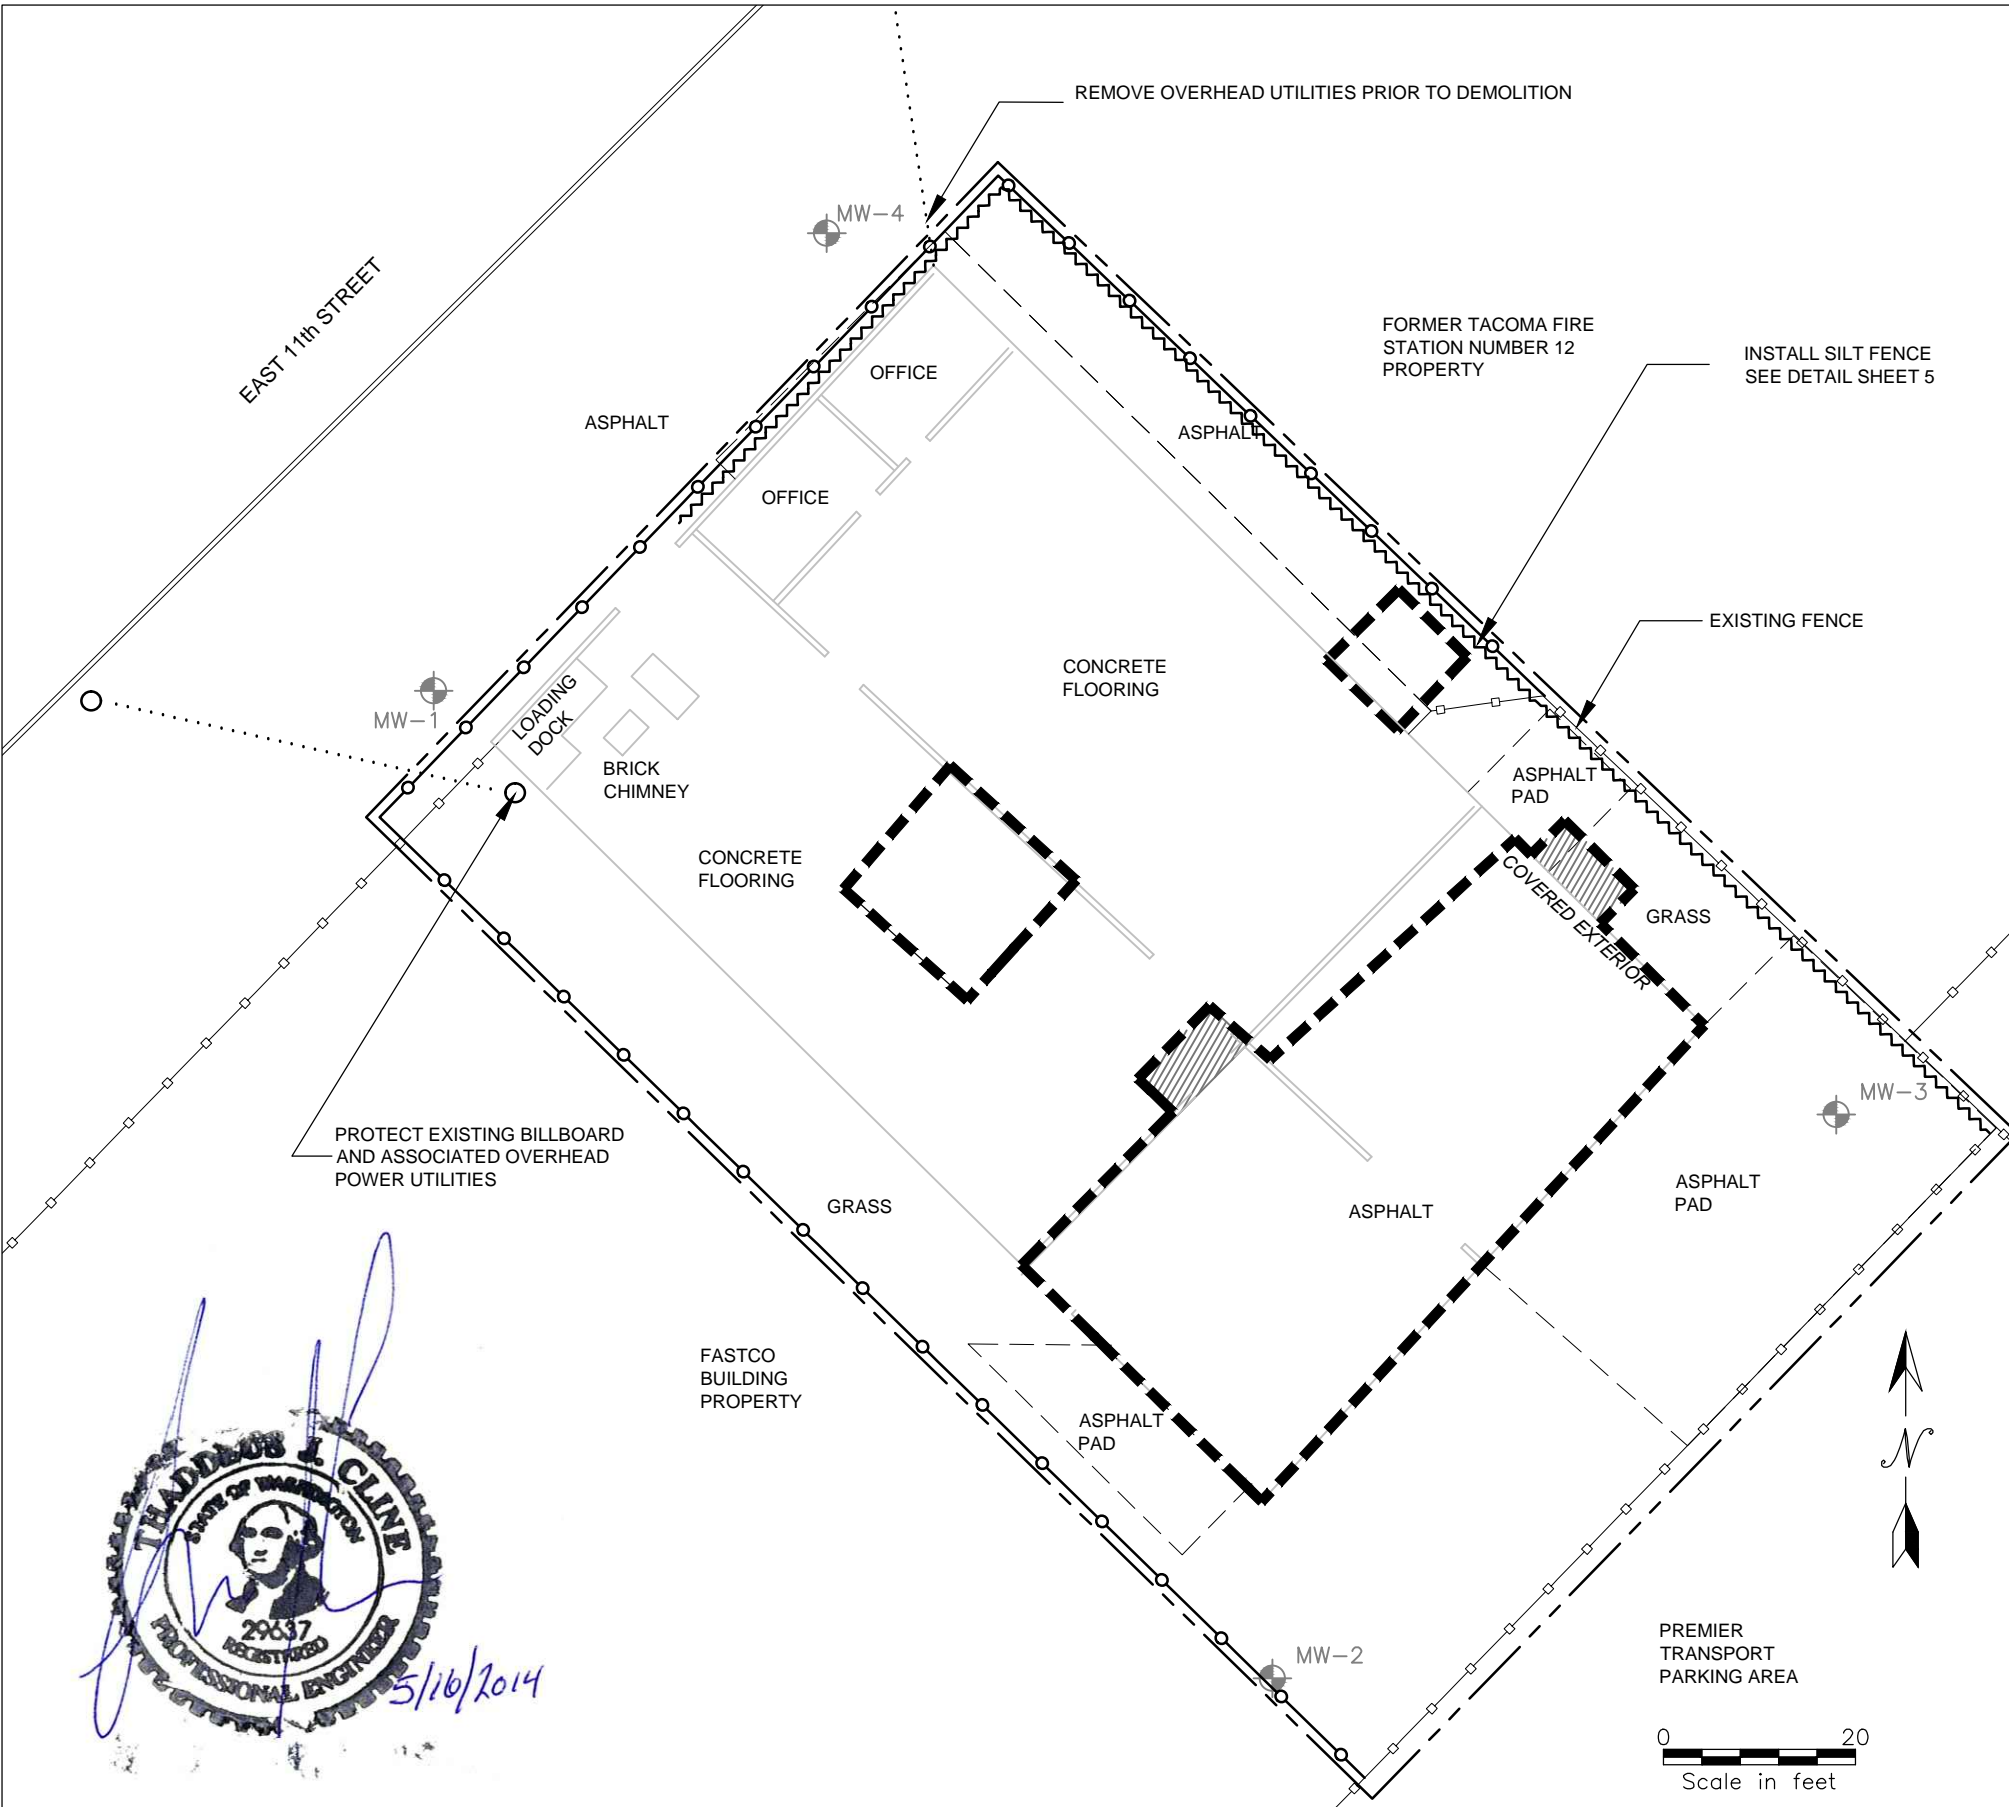 REMOVE OVERHEAD UTILITIES PRIOR TO DEMOLITION
MW-4
EAST 11th STREET
FORMER TACOMA FIRE
STATION NUMBER 12
PROPERTY
INSTALL SILT FENCE
SEE DETAIL SHEET 5
OFFICE
ASPHALT
ASPHALT
OFFICE
EXISTING FENCE
CONCRETE
FLOORING
MW-1
LOADING
DOCK
BRICK
CHIMNEY
ASPHALT
PAD
CONCRETE
FLOORING
COVERED EXTERIOR
GRASS
MW-3
PROTECT EXISTING BILLBOARD
AND ASSOCIATED OVERHEAD
POWER UTILITIES
ASPHALT
PAD
GRASS
ASPHALT
FASTCO
BUILDING
PROPERTY
ASPHALT
PAD
N
THADDEUS J. CLINE
STATE OF WASHINGTON
29637
REGISTERED
PROFESSIONAL ENGINEER
5/16/2014
MW-2
PREMIER
TRANSPORT
PARKING AREA
0 20
Scale in feet